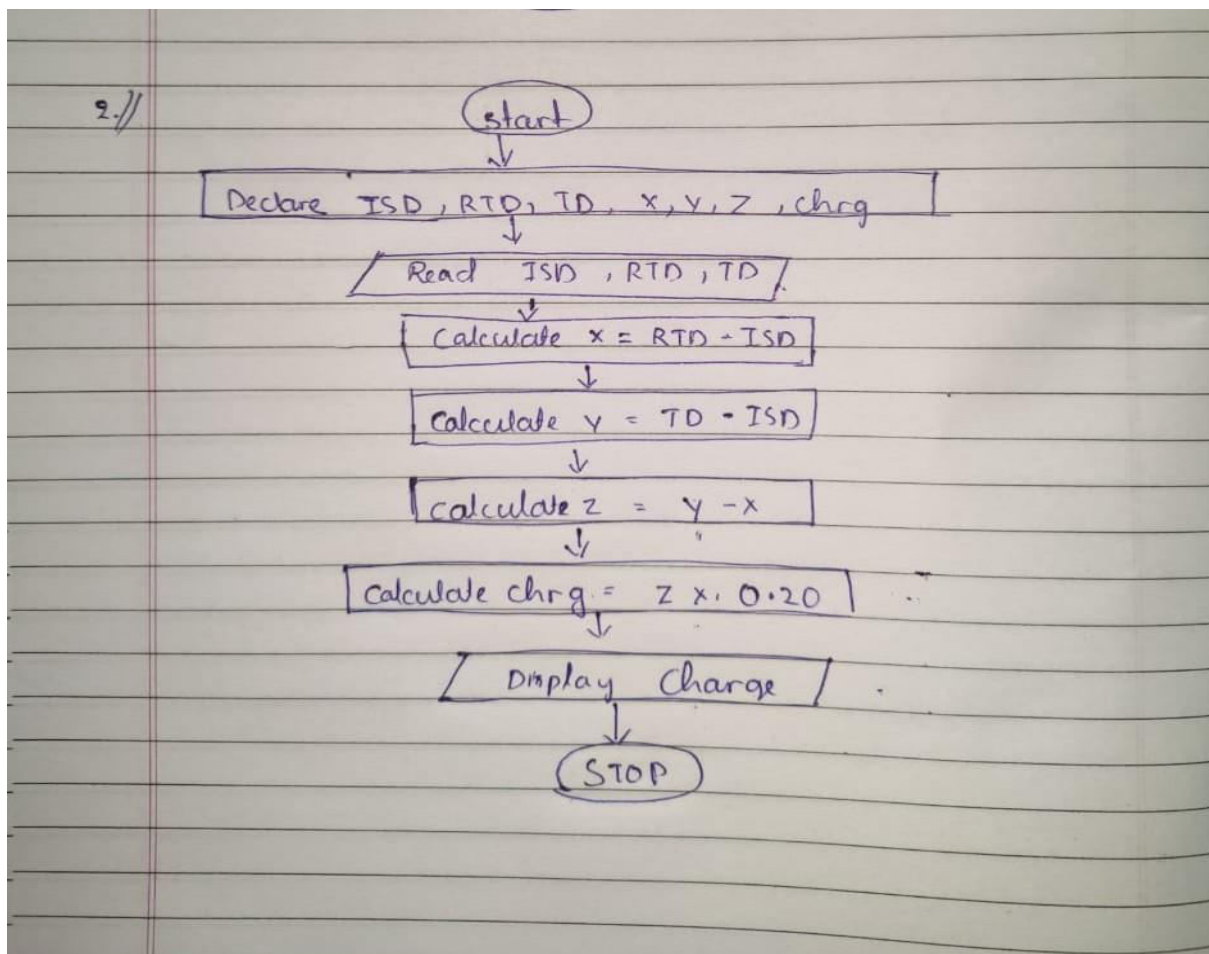 2.//
start
Declare ISD, RTD, TD, X, Y, Z, chrg
Read ISD, RTD, TD
Calculate x = RTD - ISD
Calculate y = TD - ISD
calculate z = y - x
calculate chrg = z x 0.20
Display Charge
STOP